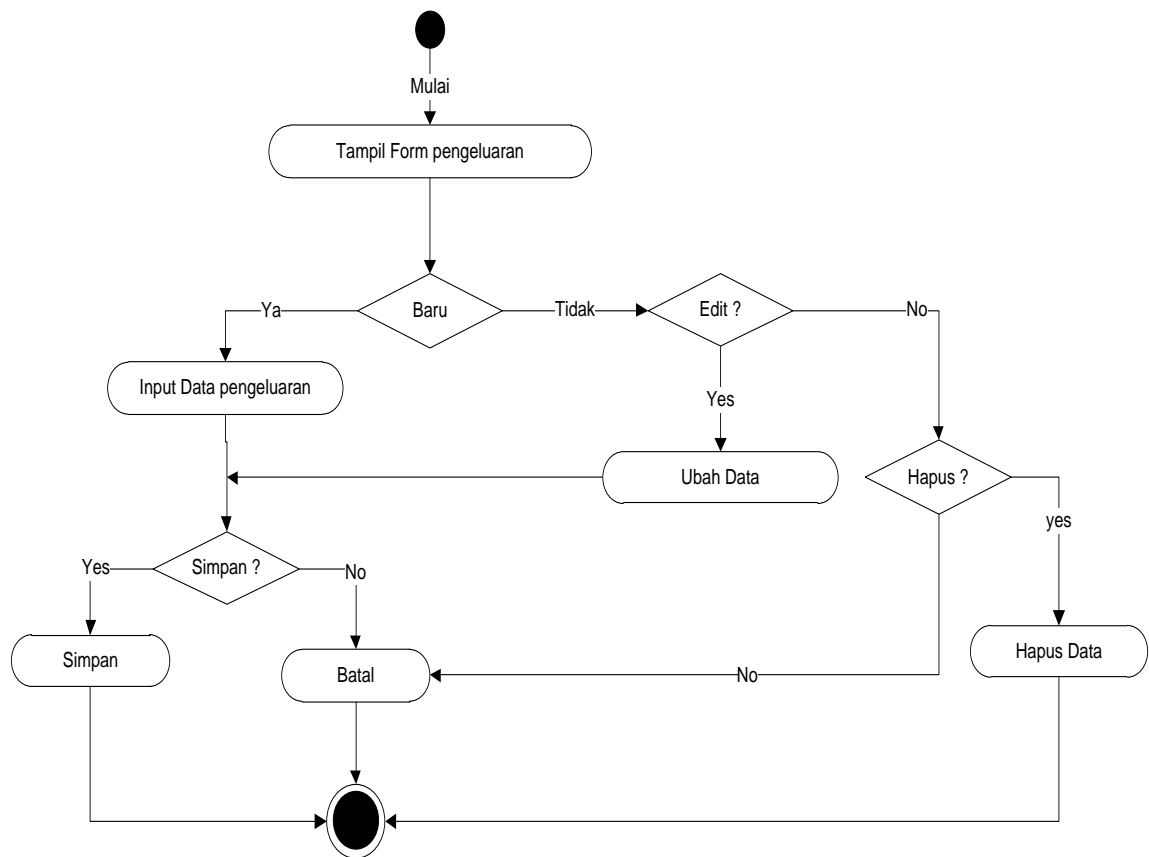 Mulai
Tampil Form pengeluaran
Ya
Baru
Tidak
Edit ?
No
Input Data pengeluaran
Yes
Ubah Data
Hapus ?
yes
Yes
Simpan ?
No
Simpan
Batal
No
Hapus Data